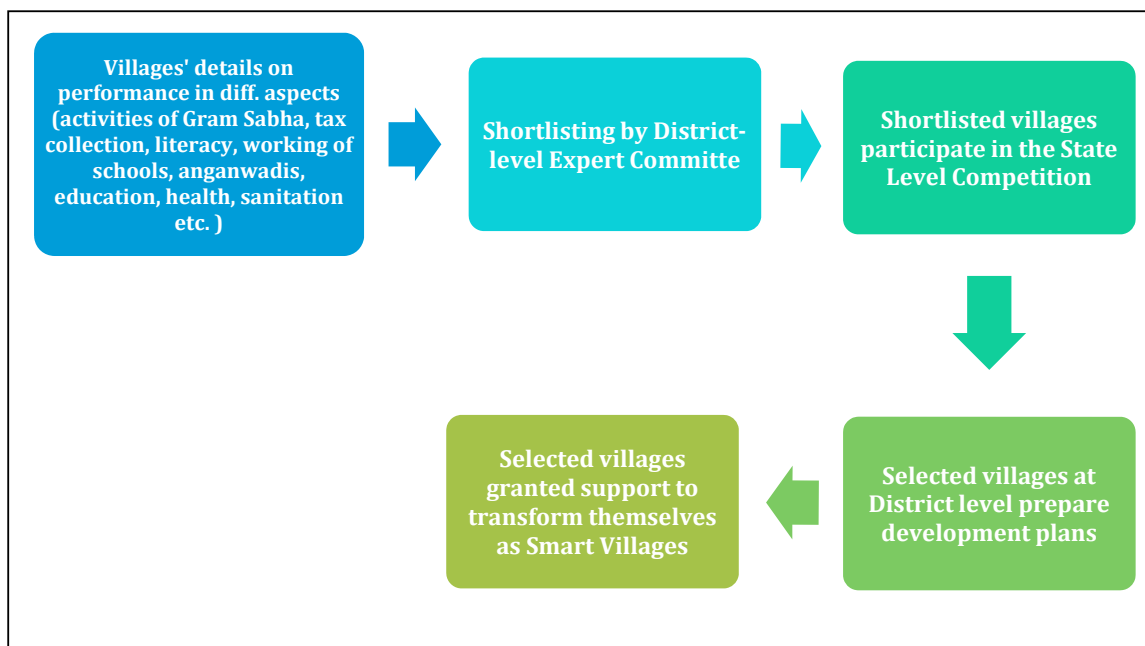 Villages' details on
performance in diff. aspects
(activities of Gram Sabha, tax
collection, literacy, working of
schools, anganwadis,
education, health, sanitation
etc. )
Shortlisting by District-
level Expert Committe
Shortlisted villages
participate in the State
Level Competition
Selected villages at
District level prepare
development plans
Selected villages
granted support to
transform themselves
as Smart Villages